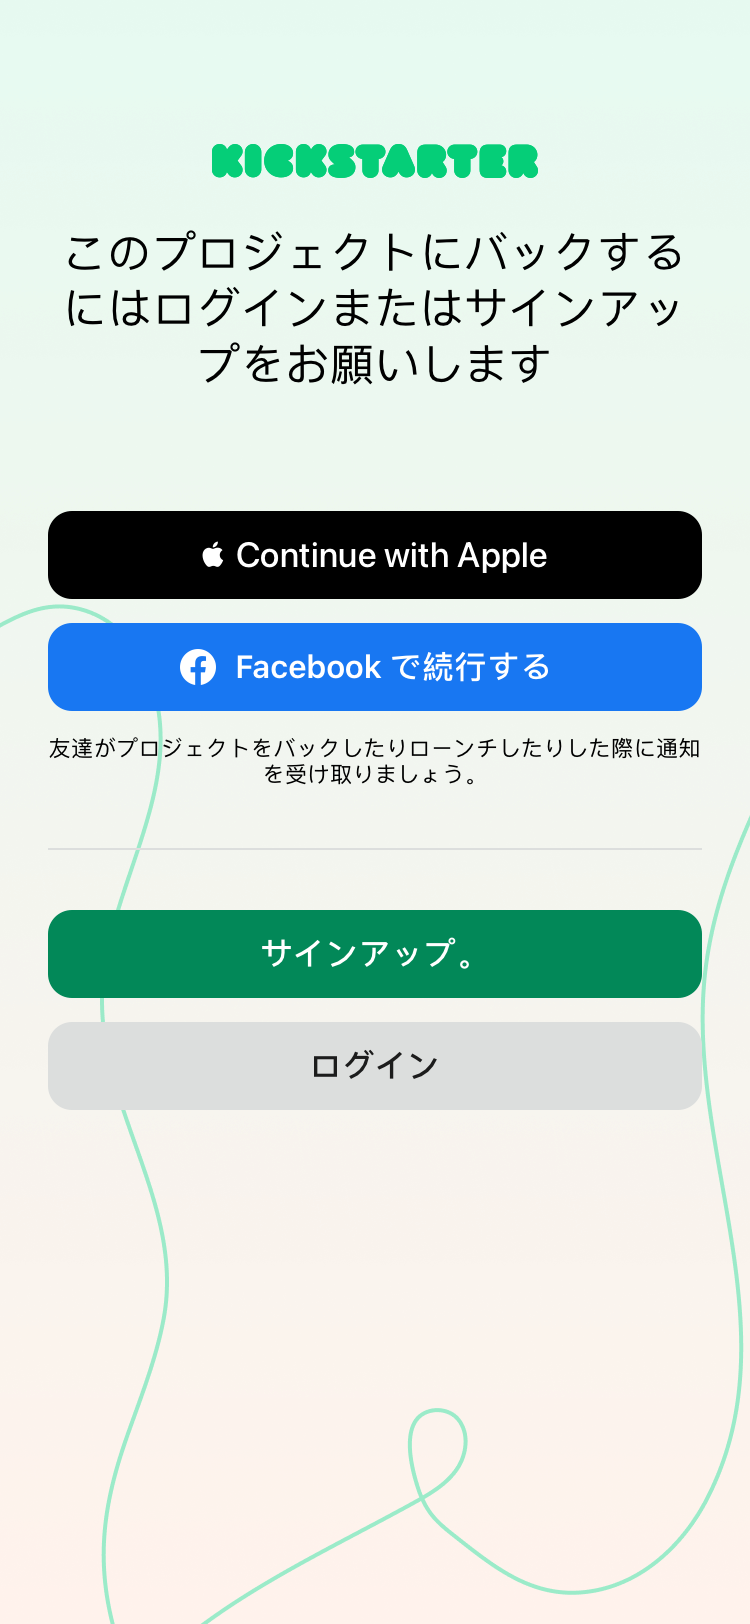 KICKSTARTER
このプロジェクトにバックする
にはログインまたはサインアッ
プをお願いします
Continue with Apple
Facebook で続行する
友達がプロジェクトをバックしたりローンチしたりした際に通知
を受け取りましょう。
サインアップ。
ログイン